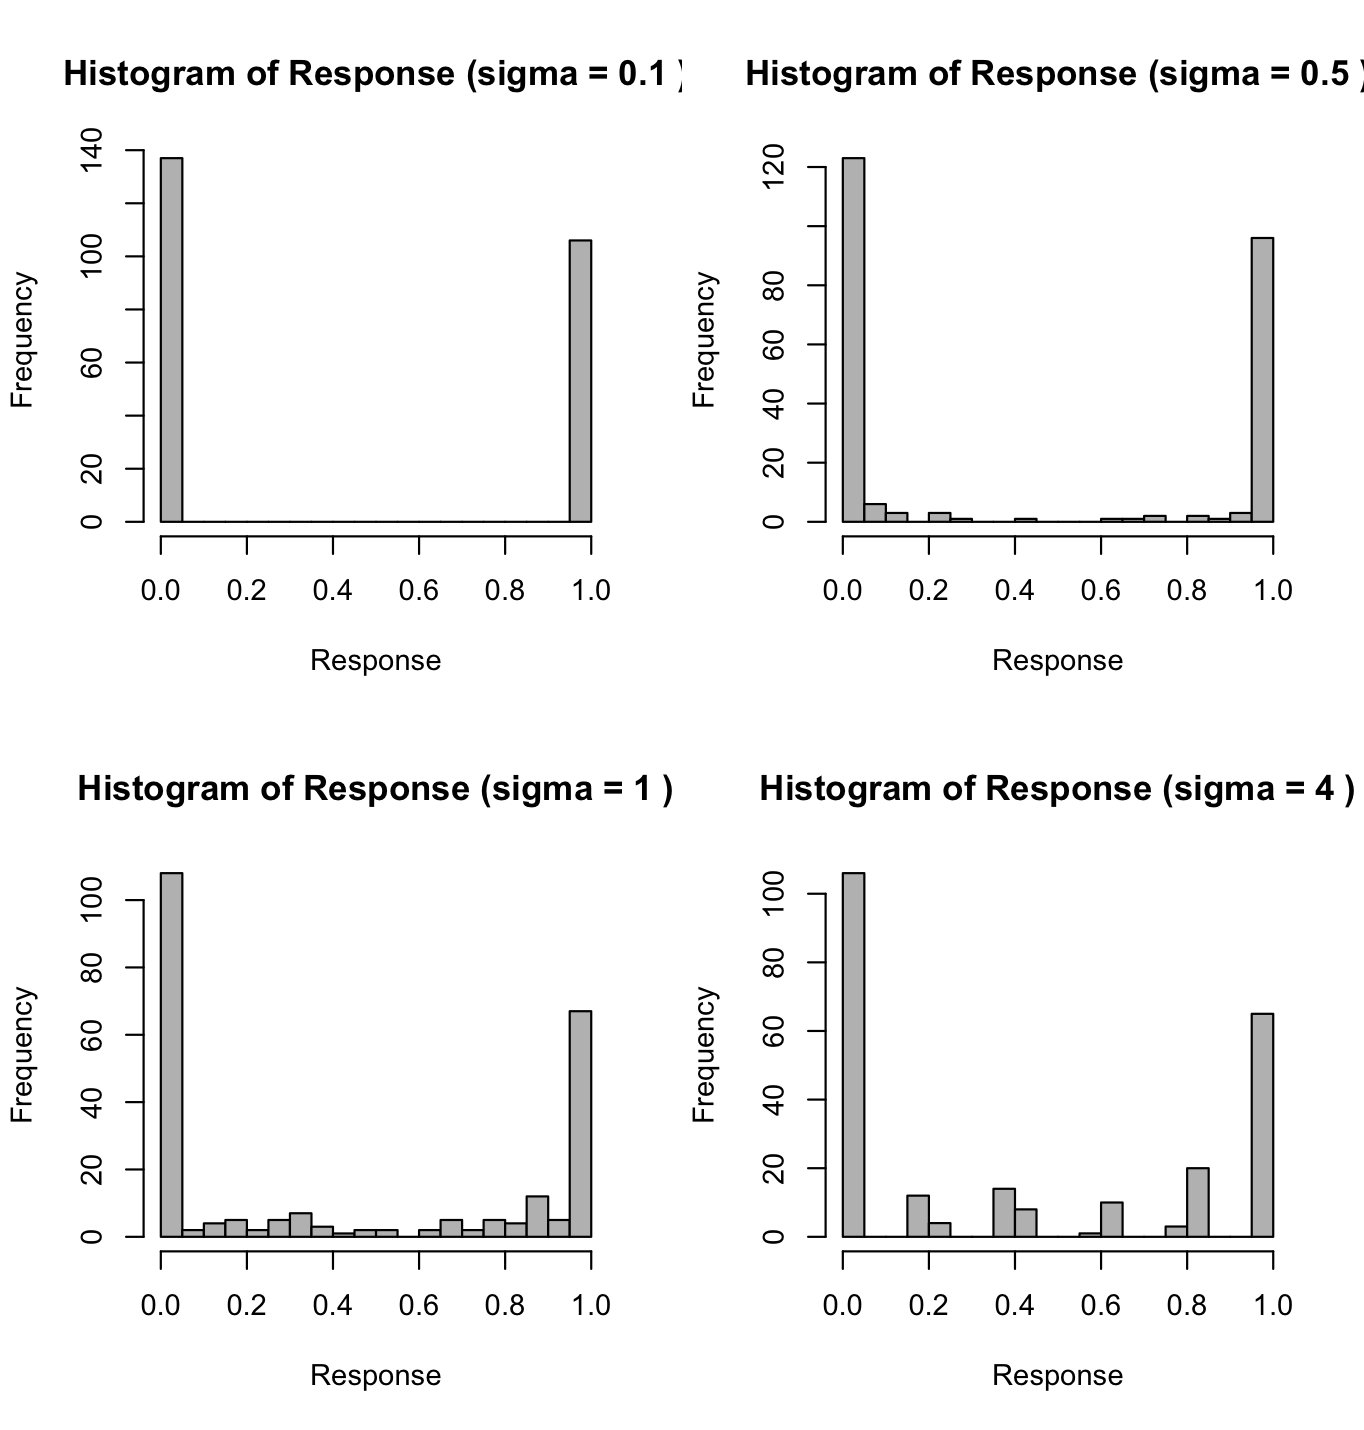 Histogram of Response (sigma = 0.1 )
Frequency
0 20 60 100 140
0.0 0.2 0.4 0.6 0.8 1.0
Response
Histogram of Response (sigma = 0.5 )
Frequency
0 20 40 60 80 120
0.0 0.2 0.4 0.6 0.8 1.0
Response
Histogram of Response (sigma = 1 )
Frequency
0 20 40 60 80 100
0.0 0.2 0.4 0.6 0.8 1.0
Response
Histogram of Response (sigma = 4 )
Frequency
0 20 40 60 80 100
0.0 0.2 0.4 0.6 0.8 1.0
Response